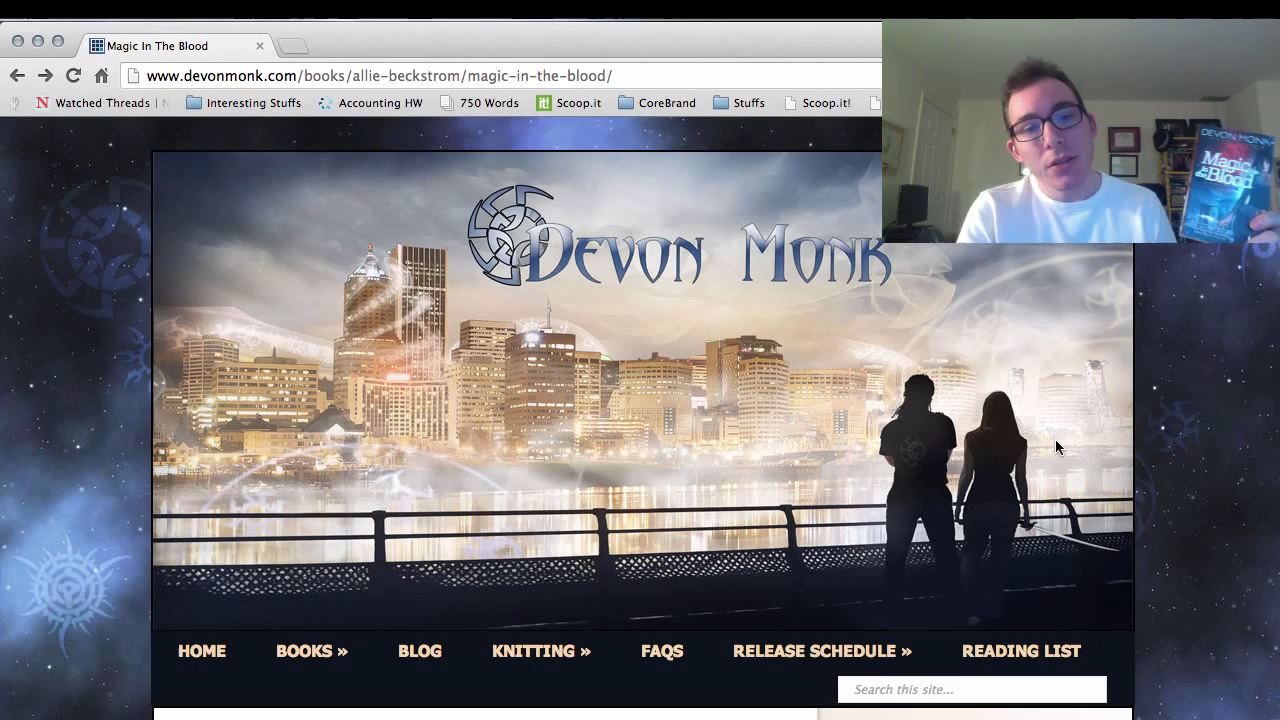 Magic In The Blood
www.devonmonk.com/books/allie-beckstrom/magic-in-the-blood/
Watched Threads | N
Interesting Stuffs
Accounting HW
750 Words
it!
Scoop.it
CoreBrand
Stuffs
Scoop.it!
DEVON MONK
Magic
in the
Blood
DEVON MONK
HOME
BOOKS »
BLOG
KNITTING »
FAQS
RELEASE SCHEDULE »
READING LIST
Search this site...